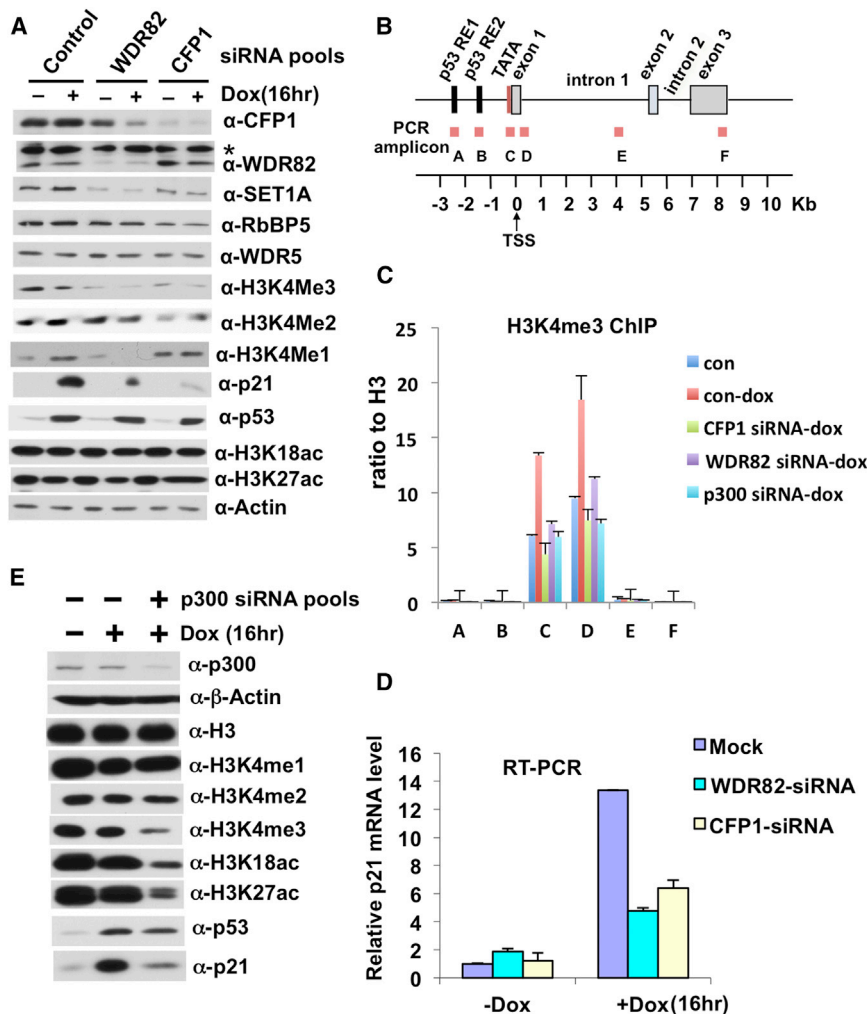 A
Control
WDR82
CFP1
siRNA pools
– + – + – + Dox(16hr)
α-CFP1
*
α-WDR82
α-SET1A
α-RbBP5
α-WDR5
α-H3K4Me3
α-H3K4Me2
α-H3K4Me1
α-p21
α-p53
α-H3K18ac
α-H3K27ac
α-Actin
B
p53 RE1
p53 RE2
TATA
exon 1
intron 1
exon 2
intron 2
exon 3
PCR
amplicon
A B C D E F
-3 -2 -1 0 1 2 3 4 5 6 7 8 9 10 Kb
TSS
C
H3K4me3 ChIP
25
20
15
10
5
0
ratio to H3
A B C D E F
con
con-dox
CFP1 siRNA-dox
WDR82 siRNA-dox
p300 siRNA-dox
E
– – + p300 siRNA pools
– + + Dox (16hr)
α-p300
α-β-Actin
α-H3
α-H3K4me1
α-H3K4me2
α-H3K4me3
α-H3K18ac
α-H3K27ac
α-p53
α-p21
D
RT-PCR
16
14
12
10
8
6
4
2
0
Relative p21 mRNA level
-Dox +Dox(16hr)
Mock
WDR82-siRNA
CFP1-siRNA